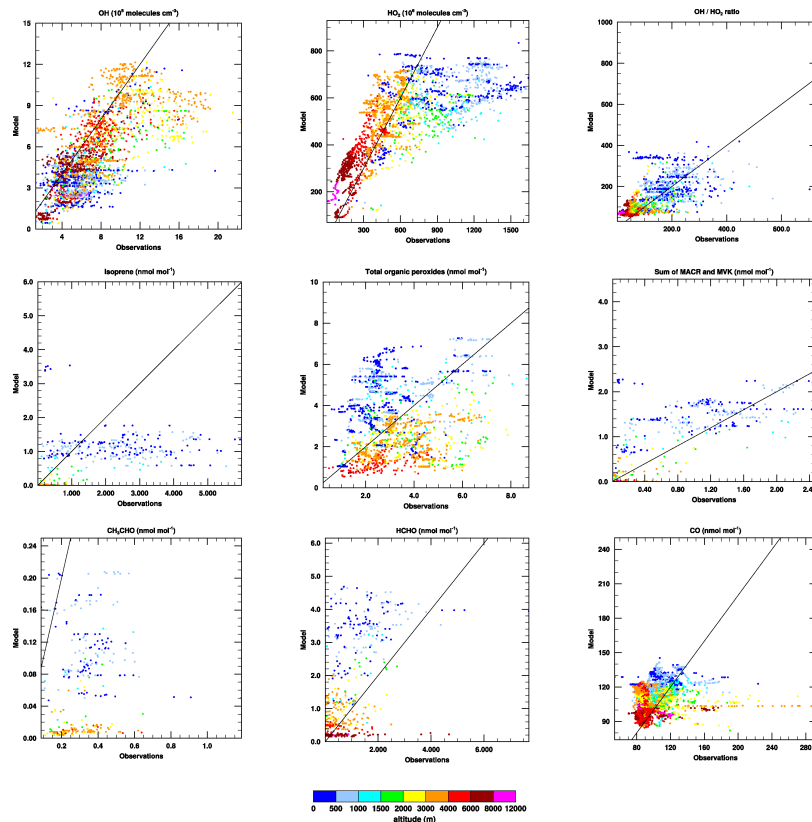 OH (10⁶ molecules cm⁻³)
15
12
9
6
3
Model
4 8 12 16 20
Observations
HO₂ (10⁶ molecules cm⁻³)
800
600
400
200
Model
300 600 900 1200 1500
Observations
OH / HO₂ ratio
1000
800
600
400
200
Model
200.0 400.0 600.0
Observations
Isoprene (nmol mol⁻¹)
6.0
5.0
4.0
3.0
2.0
1.0
0.0
Model
1.000 2.000 3.000 4.000 5.000
Observations
Total organic peroxides (nmol mol⁻¹)
10
8
6
4
2
0
Model
2.0 4.0 6.0 8.0
Observations
Sum of MACR and MVK (nmol mol⁻¹)
4.0
3.0
2.0
1.0
0.0
Model
0.40 0.80 1.20 1.60 2.00 2.4
Observations
CH₃CHO (nmol mol⁻¹)
0.24
0.20
0.16
0.12
0.08
0.04
0.00
Model
0.2 0.4 0.6 0.8 1.0
Observations
HCHO (nmol mol⁻¹)
6.0
5.0
4.0
3.0
2.0
1.0
0.0
Model
2.000 4.000 6.000
Observations
CO (nmol mol⁻¹)
240
210
180
150
120
90
Model
80 120 160 200 240 28
Observations
0 500 1000 1500 2000 3000 4000 6000 8000 12000
altitude (m)